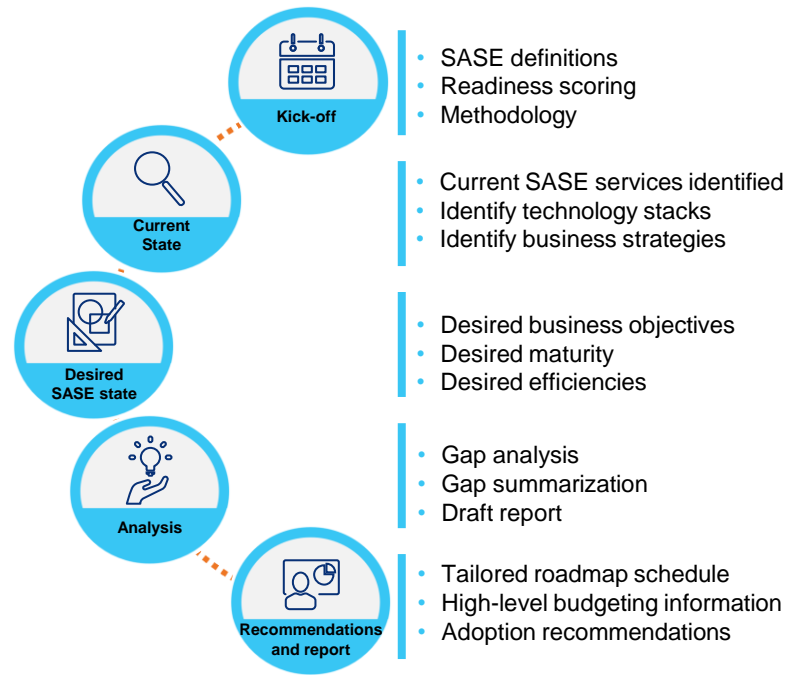 Kick-off
• SASE definitions
• Readiness scoring
• Methodology
Current
State
• Current SASE services identified
• Identify technology stacks
• Identify business strategies
Desired
SASE state
• Desired business objectives
• Desired maturity
• Desired efficiencies
Analysis
• Gap analysis
• Gap summarization
• Draft report
Recommendations
and report
• Tailored roadmap schedule
• High-level budgeting information
• Adoption recommendations